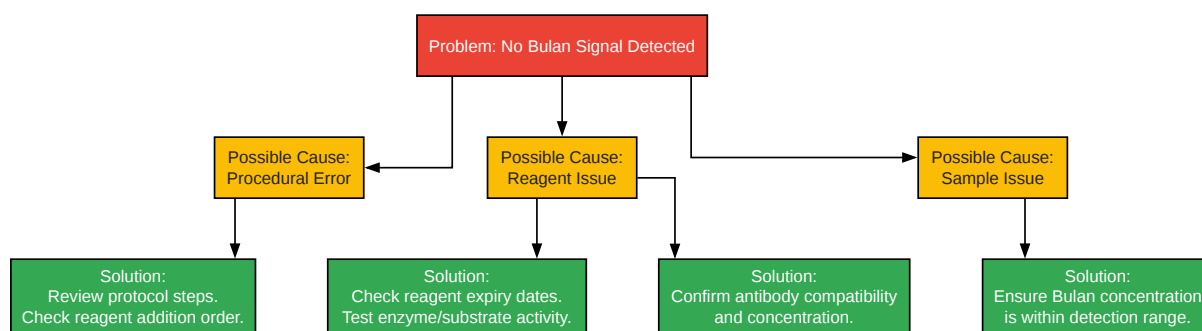 Problem: No Bulan Signal Detected
Possible Cause:
Procedural Error
Possible Cause:
Reagent Issue
Possible Cause:
Sample Issue
Solution:
Review protocol steps.
Check reagent addition order.
Solution:
Check reagent expiry dates.
Test enzyme/substrate activity.
Solution:
Confirm antibody compatibility
and concentration.
Solution:
Ensure Bulan concentration
is within detection range.